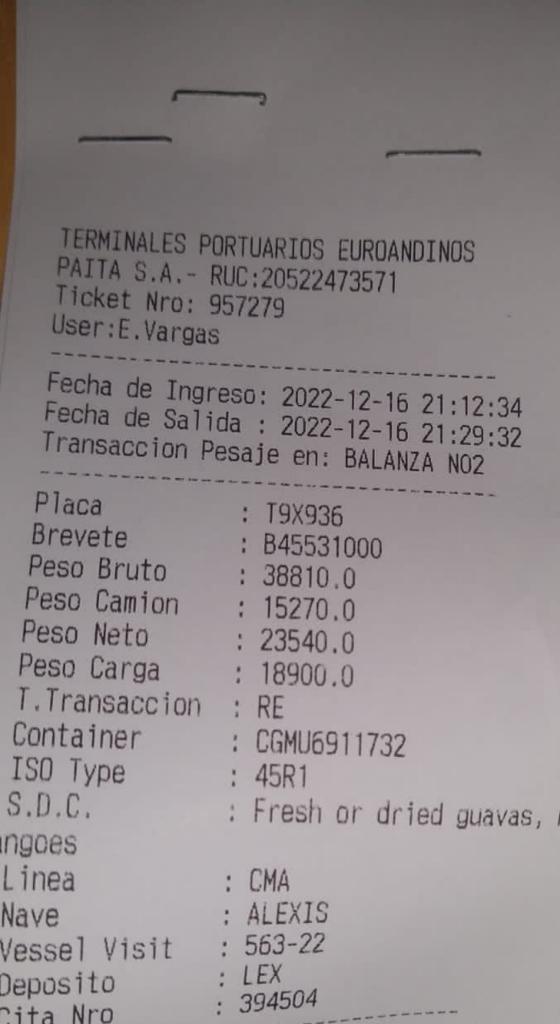 TERMINALES PORTUARIOS EUROANDINOS
PAITA S.A.- RUC:20522473571
Ticket Nro: 957279
User:E.Vargas
Fecha de Ingreso: 2022-12-16 21:12:34
Fecha de Salida : 2022-12-16 21:29:32
Transaccion Pesaje en: BALANZA NO2
Placa : T9X936
Brevete : B45531000
Peso Bruto : 38810.0
Peso Camion : 15270.0
Peso Neto : 23540.0
Peso Carga : 18900.0
T.Transaccion : RE
Container : CGMU6911732
ISO Type : 45R1
S.D.C. : Fresh or dried guavas,
ngoes
Linea : CMA
Nave : ALEXIS
Vessel Visit : 563-22
Deposito : LEX
Cita Nro : 394504